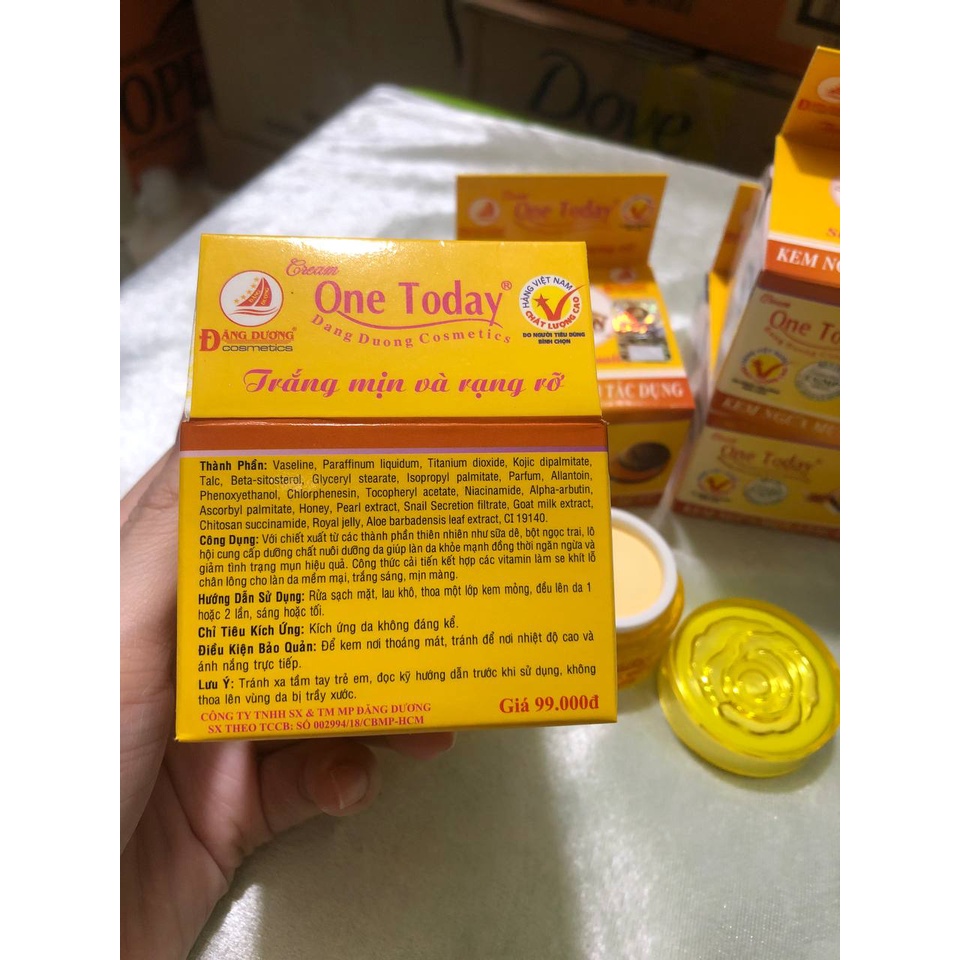 Dove
Cream
One Today®
Dang Duong Cosmetics
ĐĂNG DƯƠNG®
cosmetics
HÀNG VIỆT NAM
CHẤT LƯỢNG CAO
DO NGƯỜI TIÊU DÙNG
BÌNH CHỌN
Trắng mịn và rạng rỡ
Thành Phần: Vaseline, Paraffinum liquidum, Titanium dioxide, Kojic dipalmitate,
Talc, Beta-sitosterol, Glyceryl stearate, Isopropyl palmitate, Parfum, Allantoin,
Phenoxyethanol, Chlorphenesin, Tocopheryl acetate, Niacinamide, Alpha-arbutin,
Ascorbyl palmitate, Honey, Pearl extract, Snail Secretion filtrate, Goat milk extract,
Chitosan succinamide, Royal jelly, Aloe barbadensis leaf extract, CI 19140.
Công Dụng: Với chiết xuất từ các thành phần thiên nhiên như sữa dê, bột ngọc trai, lô
hội cung cấp dưỡng chất nuôi dưỡng da giúp làn da khỏe mạnh đồng thời ngăn ngừa và
giảm tình trạng mụn hiệu quả. Công thức cải tiến kết hợp các vitamin làm se khít lỗ
chân lông cho làn da mềm mại, trắng sáng, mịn màng.
Hướng Dẫn Sử Dụng: Rửa sạch mặt, lau khô, thoa một lớp kem mỏng, đều lên da 1
hoặc 2 lần, sáng hoặc tối.
Chỉ Tiêu Kích Ứng: Kích ứng da không đáng kể.
Điều Kiện Bảo Quản: Để kem nơi thoáng mát, tránh để nơi nhiệt độ cao và
ánh nắng trực tiếp.
Lưu Ý: Tránh xa tầm tay trẻ em, đọc kỹ hướng dẫn trước khi sử dụng, không
thoa lên vùng da bị trầy xước.
CÔNG TY TNHH SX & TM MP ĐĂNG DƯƠNG
SX THEO TCCB: SỐ 002994/18/CBMP-HCM
Giá 99.000đ
One Today
TÁC DỤNG
KEM
Cream
One Today
KEM NGỪA
Cream
One Today